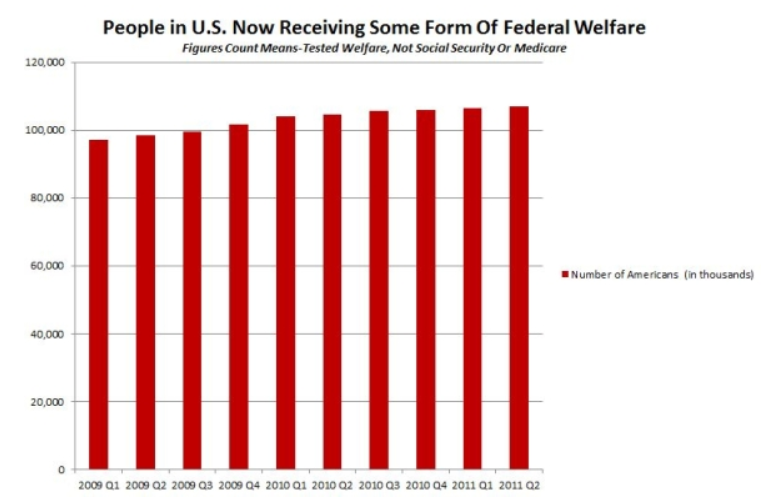 People in U.S. Now Receiving Some Form Of Federal Welfare
Figures Count Means-Tested Welfare, Not Social Security Or Medicare
120,000
100,000
80,000
60,000
40,000
20,000
0
2009 Q1 2009 Q2 2009 Q3 2009 Q4 2010 Q1 2010 Q2 2010 Q3 2010 Q4 2011 Q1 2011 Q2
Number of Americans (in thousands)